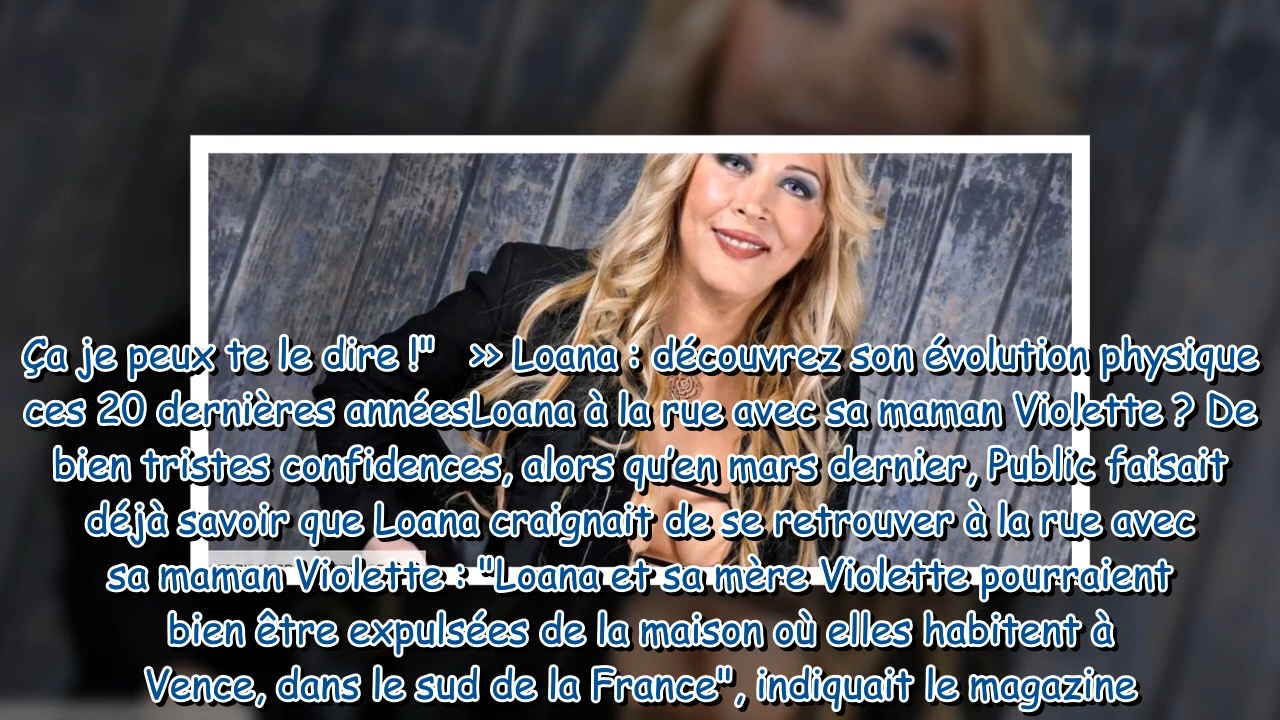 Ça je peux te le dire !" >> Loana : découvrez son évolution physique
ces 20 dernières annéesLoana à la rue avec sa maman Violette ? De
bien tristes confidences, alors qu’en mars dernier, Public faisait
déjà savoir que Loana craignait de se retrouver à la rue avec
sa maman Violette : "Loana et sa mère Violette pourraient
bien être expulsées de la maison où elles habitent à
Vence, dans le sud de la France", indiquait le magazine